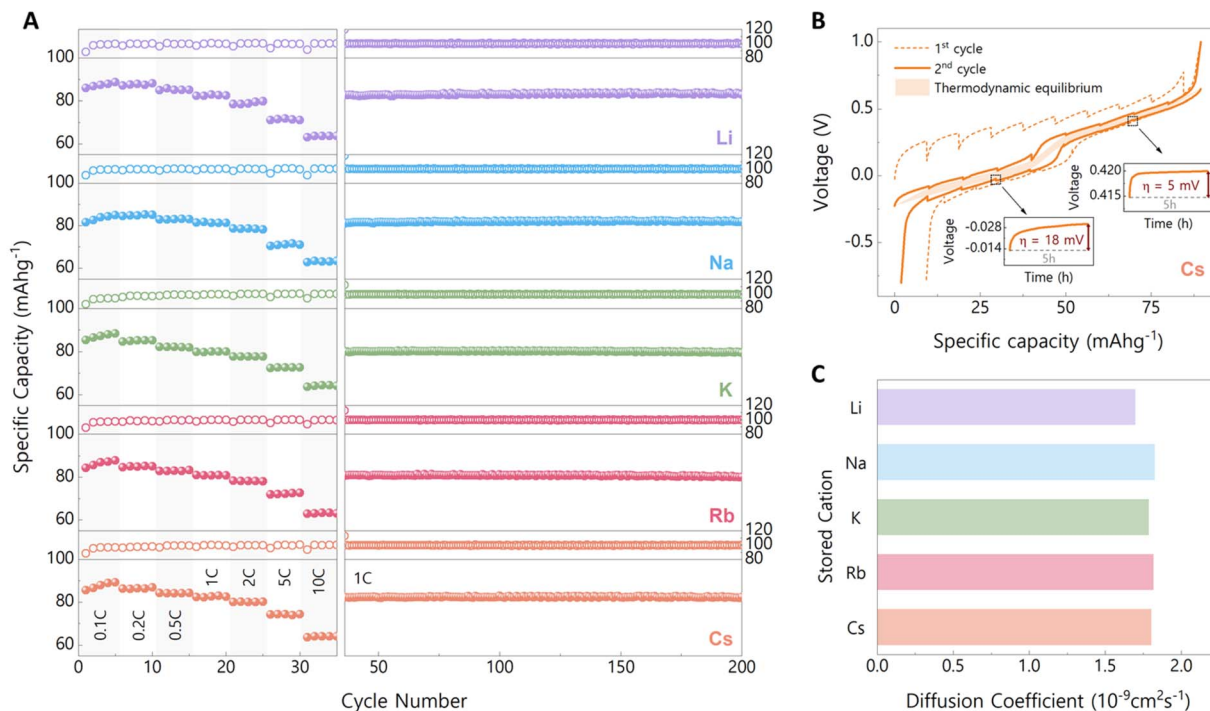 A
Specific Capacity (mAhg⁻¹)
100
80
60
120
100
80
Li
100
80
60
120
100
80
Na
100
80
60
120
100
80
K
100
80
60
120
100
80
Rb
100
80
60
120
100
80
0.1C
0.2C
0.5C
1C
2C
5C
10C
1C
Cs
0 10 20 30 50 100 150 200
Cycle Number
B
Voltage (V)
1.0
0.5
0.0
-0.5
1st cycle
2nd cycle
Thermodynamic equilibrium
Voltage
0.420
0.415
η = 5 mV
5h
Time (h)
Voltage
-0.028
-0.014
η = 18 mV
5h
Time (h)
Cs
0 25 50 75
Specific capacity (mAhg⁻¹)
C
Stored Cation
Li
Na
K
Rb
Cs
0.0 0.5 1.0 1.5 2.0
Diffusion Coefficient (10⁻⁹cm²s⁻¹)